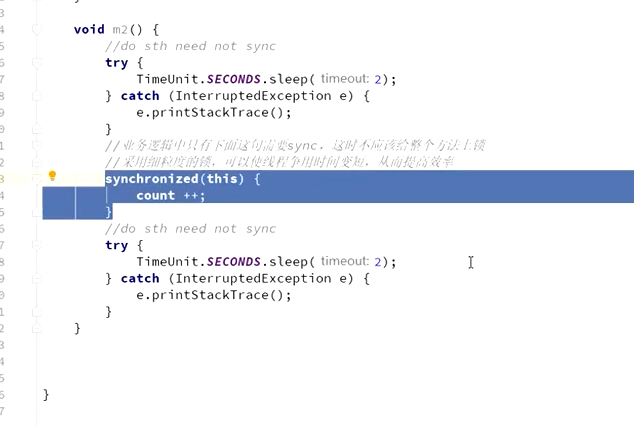 void m2() {
//do sth need not sync
try {
TimeUnit.SECONDS.sleep( timeout: 2);
} catch (InterruptedException e) {
e.printStackTrace();
}
//业务逻辑中只有下面这句需要sync，这时不应该给整个方法上锁
//采用细粒度的锁，可以使线程争用时间变短，从而提高效率
synchronized(this) {
count ++;
}
//do sth need not sync
try {
TimeUnit.SECONDS.sleep( timeout: 2);
} catch (InterruptedException e) {
e.printStackTrace();
}
}
}